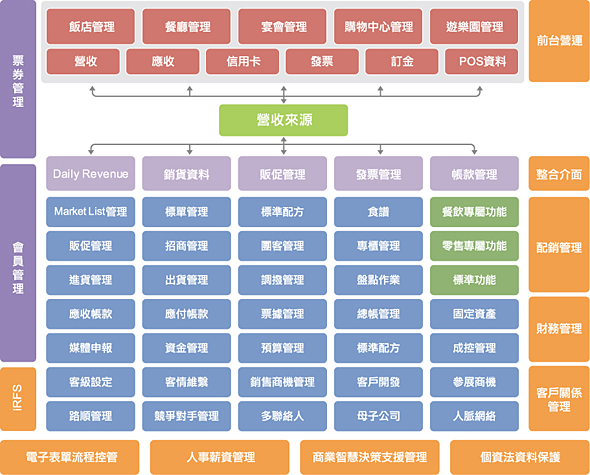 票券管理
飯店管理 餐廳管理 宴會管理 購物中心管理 遊樂園管理
營收 應收 信用卡 發票 訂金 POS資料
前台營運
營收來源
會員管理
Daily Revenue 銷貨資料 販促管理 發票管理 帳款管理
整合介面
Market List管理 標單管理 標準配方 食譜 餐飲專屬功能
販促管理 招商管理 團客管理 專櫃管理 零售專屬功能
進貨管理 出貨管理 調撥管理 盤點作業 標準功能
配銷管理
應收帳款 應付帳款 票據管理 總帳管理 固定資產
媒體申報 資金管理 預算管理 標準配方 成控管理
財務管理
IRFS
客級設定 客情維繫 銷售商機管理 客戶開發 參展商機
路順管理 競爭對手管理 多聯絡人 母子公司 人脈網絡
客戶關係
管理
電子表單流程控管 人事薪資管理 商業智慧決策支援管理 個資法資料保護